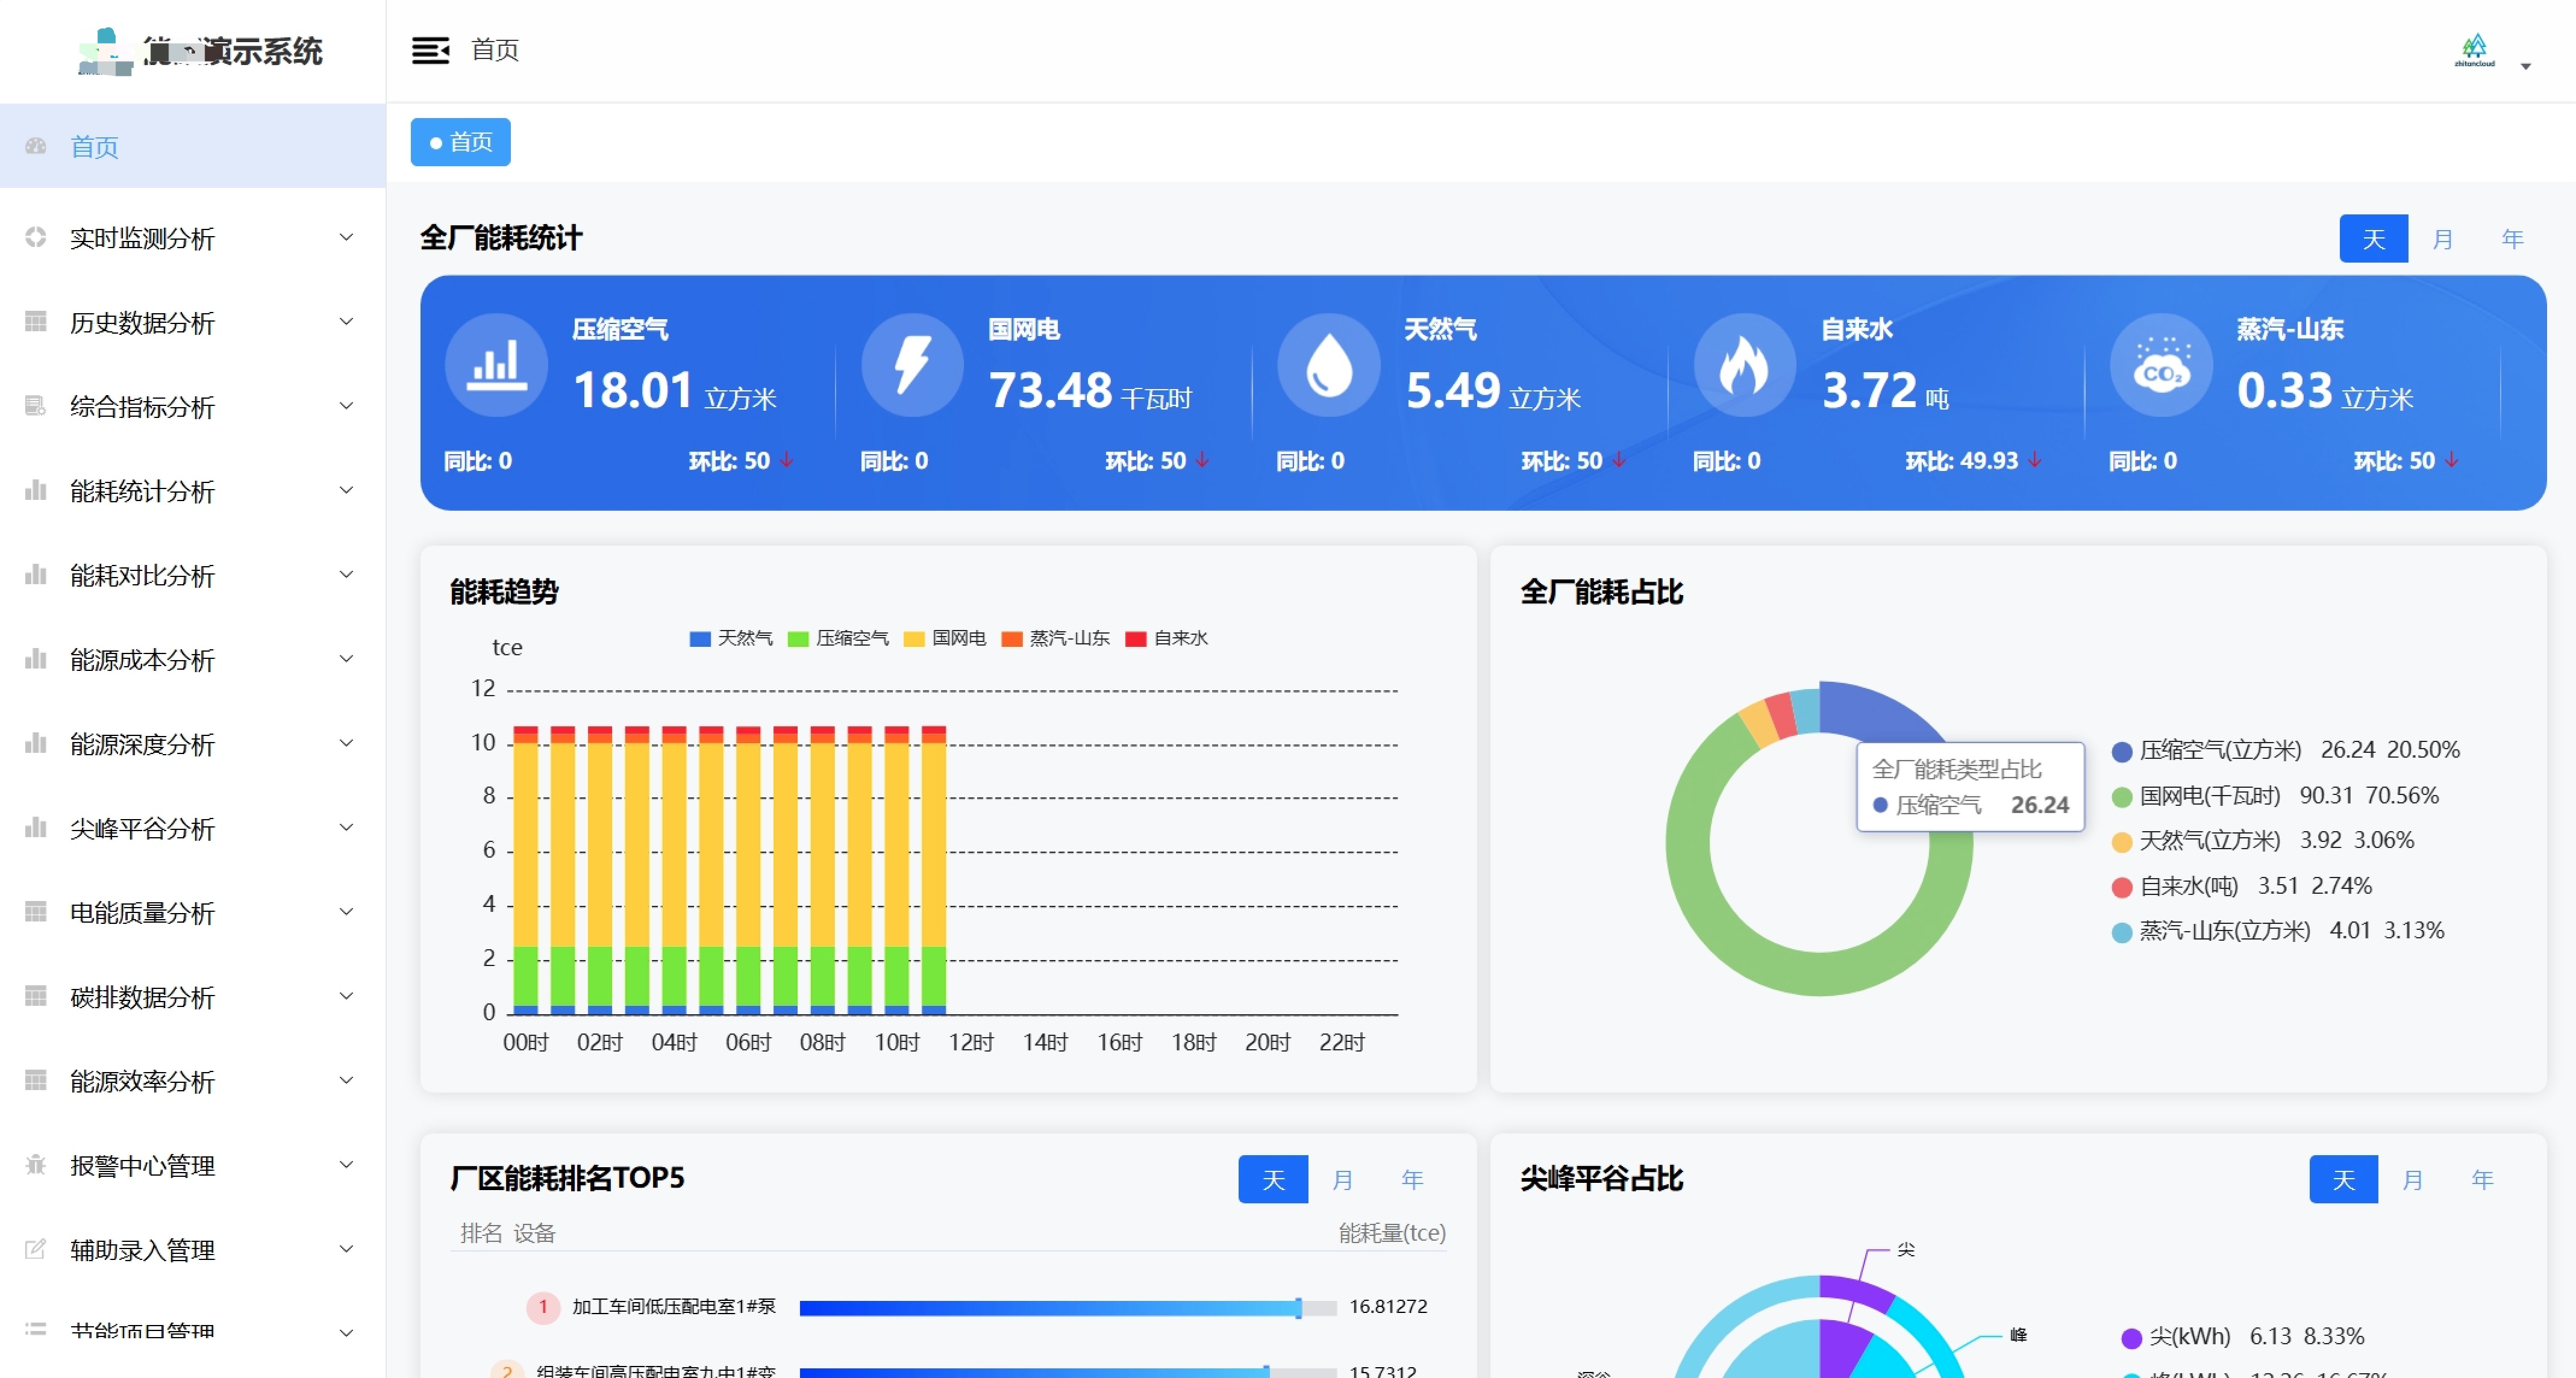 演示系统
首页
zhitancloud
首页
首页
实时监测分析
历史数据分析
综合指标分析
能耗统计分析
能耗对比分析
能源成本分析
能源深度分析
尖峰平谷分析
电能质量分析
碳排数据分析
能源效率分析
报警中心管理
辅助录入管理
节能项目管理
全厂能耗统计
天 月 年
压缩空气
18.01 立方米
同比: 0 环比: 50 ↓
国网电
73.48 千瓦时
同比: 0 环比: 50 ↓
天然气
5.49 立方米
同比: 0 环比: 50 ↓
自来水
3.72 吨
同比: 0 环比: 49.93 ↓
CO₂
蒸汽-山东
0.33 立方米
同比: 0 环比: 50 ↓
能耗趋势
tce
天然气 压缩空气 国网电 蒸汽-山东 自来水
12
10
8
6
4
2
0
00时 02时 04时 06时 08时 10时 12时 14时 16时 18时 20时 22时
全厂能耗占比
全厂能耗类型占比
压缩空气 26.24
压缩空气(立方米) 26.24 20.50%
国网电(千瓦时) 90.31 70.56%
天然气(立方米) 3.92 3.06%
自来水(吨) 3.51 2.74%
蒸汽-山东(立方米) 4.01 3.13%
厂区能耗排名TOP5
天 月 年
排名 设备 能耗量(tce)
1 加工车间低压配电室1#泵 16.81272
2 组装车间高压配电室九中1#变 15.7312
尖峰平谷占比
天 月 年
尖
峰
深谷
尖(kWh) 6.13 8.33%
峰(kWh) 12.26 16.67%